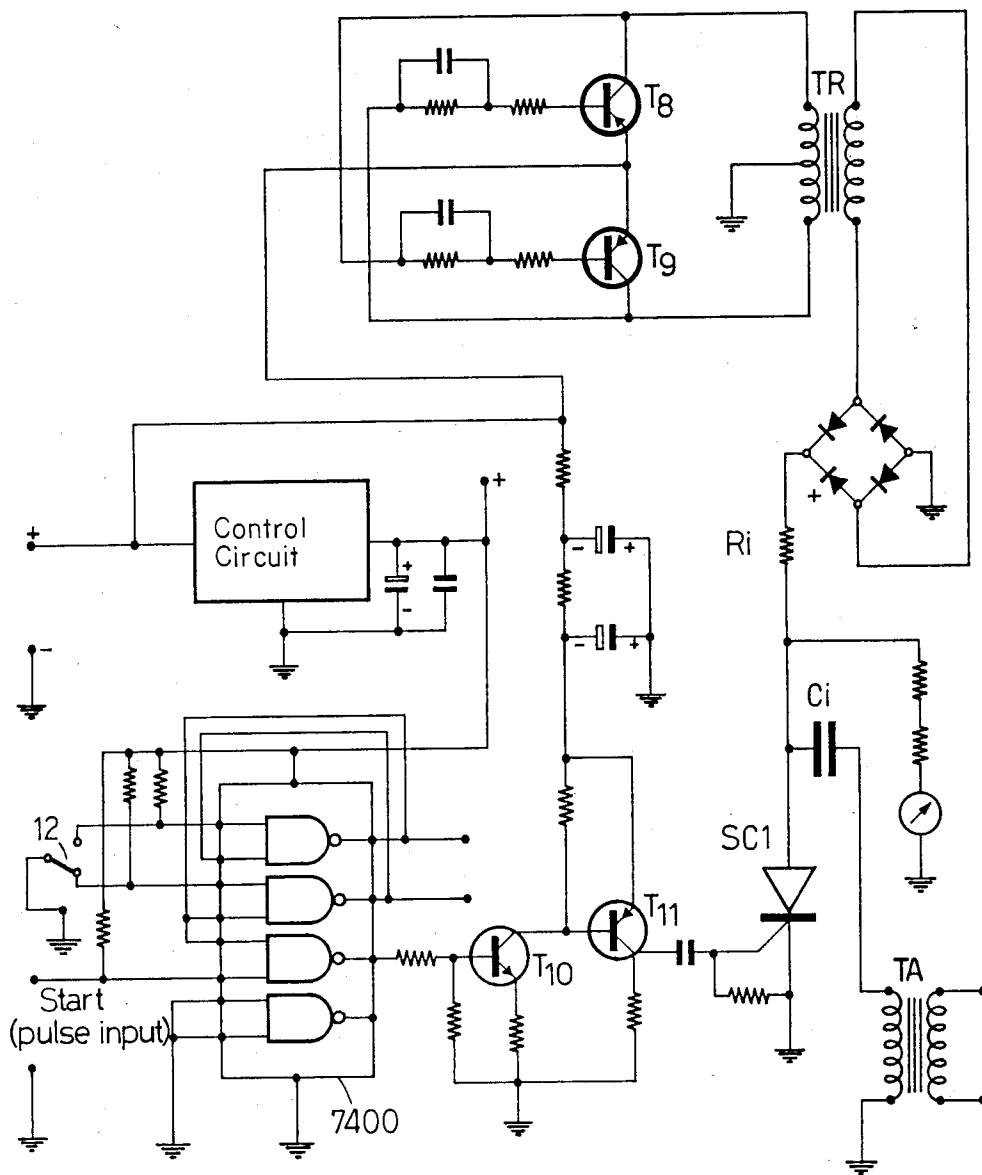 T8
TR
T9
+
+
Control
Circuit
+
-
- +
- +
-
+
Ri
Ci
12
SC1
T10
T11
TA
Start
(pulse input)
7400